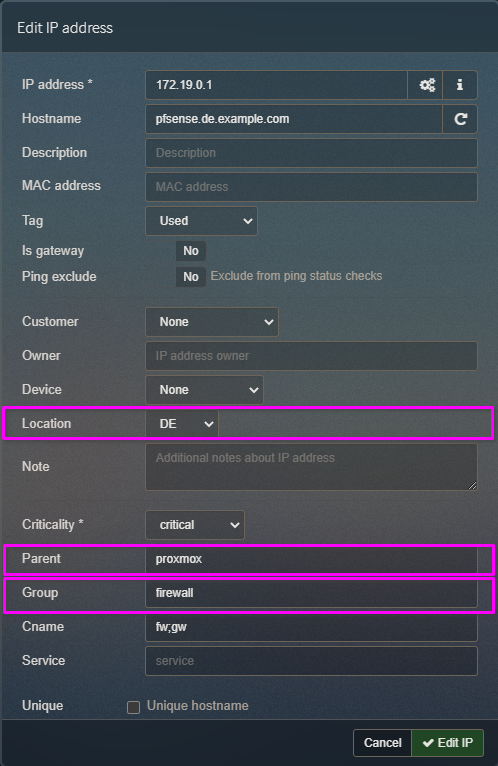 Edit IP address
IP address * 172.19.0.1
Hostname pfsense.de.example.com
Description Description
MAC address MAC address
Tag Used
Is gateway No
Ping exclude No Exclude from ping status checks
Customer None
Owner IP address owner
Device None
Location DE
Note Additional notes about IP address
Criticality * critical
Parent proxmox
Group firewall
Cname fw;gw
Service service
Unique Unique hostname
Cancel Edit IP